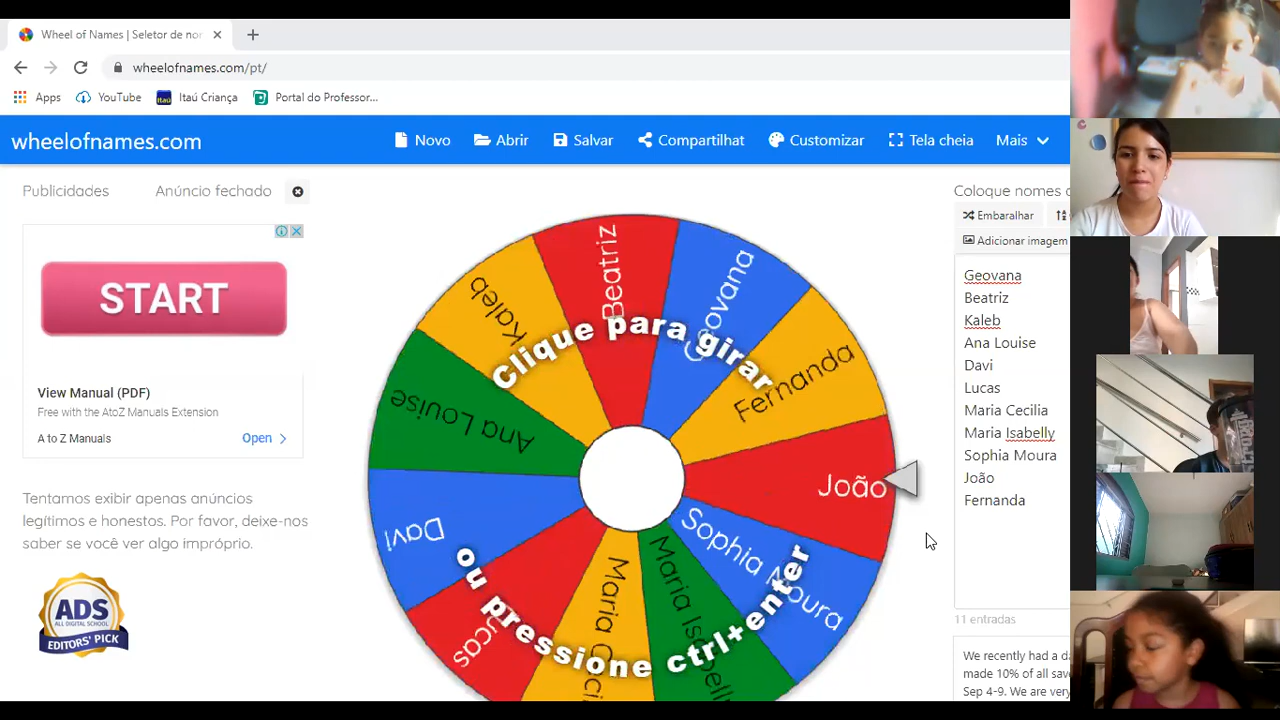 Wheel of Names | Seletor de nor
wheelofnames.com/pt/
Apps YouTube Itaú Criança Portal do Professor...
wheelofnames.com Novo Abrir Salvar Compartilhar Customizar Tela cheia Mais
Publicidades Anúncio fechado
START
View Manual (PDF)
Free with the AtoZ Manuals Extension
A to Z Manuals Open
Tentamos exibir apenas anúncios
legítimos e honestos. Por favor, deixe-nos
saber se você ver algo impróprio.
ADS
ALL DIGITAL SCHOOL
EDITORS' PICK
Beatriz
Geovana
Fernanda
João
Sophia Moura
Maria Isabelly
Maria Cecilia
Lucas
Davi
Ana Louise
Kaleb
Clique para girar
ou pressione ctrl+enter
Coloque nomes
Embaralhar
Adicionar imagem
Geovana
Beatriz
Kaleb
Ana Louise
Davi
Lucas
Maria Cecilia
Maria Isabelly
Sophia Moura
João
Fernanda
11 entradas
We recently had a da
made 10% of all save
Sep 4-9. We are very